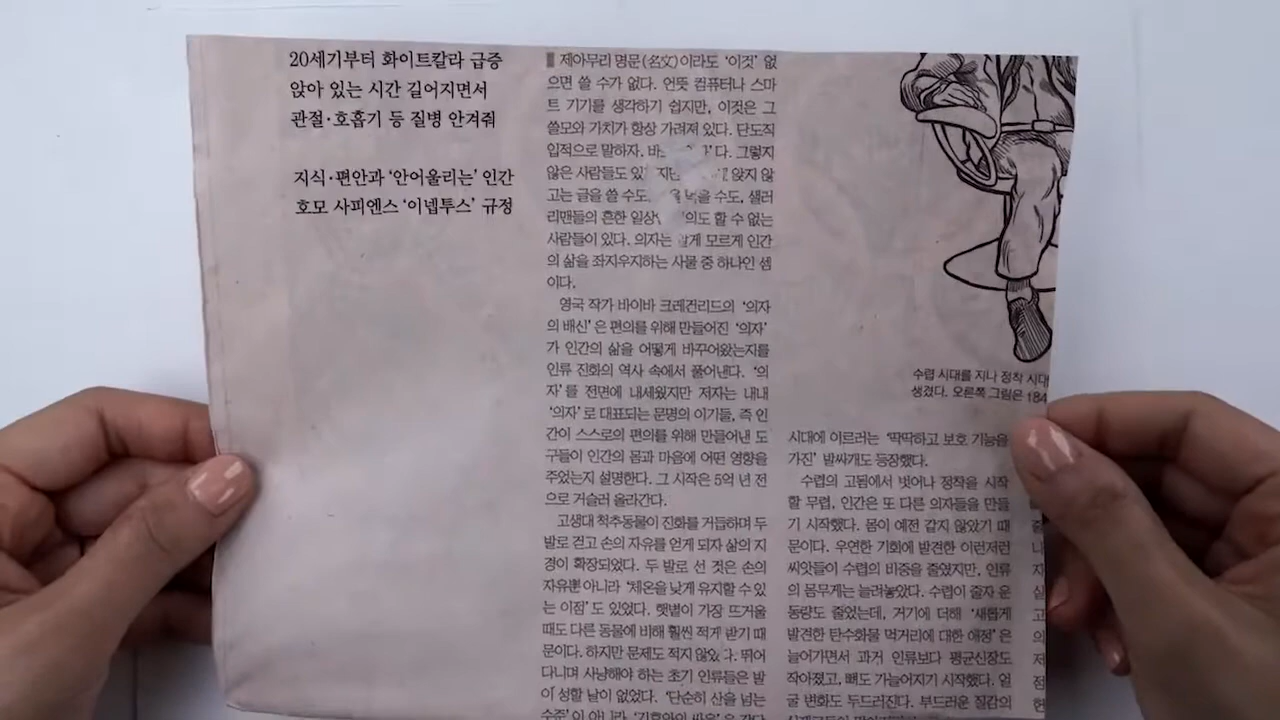 20세기부터 화이트칼라 급증
앉아 있는 시간 길어지면서
관절·호흡기 등 질병 안겨줘
지식·편안과 '안어울리는' 인간
호모 사피엔스 '이넵투스' 규정
제아무리 명문(名文)이라도 '이것' 없
으면 쓸 수가 없다. 언뜻 컴퓨터나 스마
트 기기를 생각하기 쉽지만, 이것은 그
쓸모와 가치가 항상 가려져 있다. 단도직
입적으로 말하자. 다. 그렇지
않은 사람들도 앉지 않
고는 글을 쓸 수도, 수도, 샐러
리맨들의 흔한 일상 수 없는
사람들이 있다. 의자는 모르게 인간
의 삶을 좌지우지하는 사물 중 하나인 셈
이다.
영국 작가 바이바 크레건리드의 '의자
의 배신'은 편의를 위해 만들어진 '의자'
가 인간의 삶을 어떻게 바꾸어왔는지를
인류 진화의 역사 속에서 풀어낸다. '의
자'를 전면에 내세웠지만 저자는 내내
'의자'로 대표되는 문명의 이기들, 즉 인
간이 스스로의 편의를 위해 만들어낸 도
구들이 인간의 몸과 마음에 어떤 영향을
주었는지 설명한다. 그 시작은 5억 년 전
으로 거슬러 올라간다.
고생대 척추동물이 진화를 거듭하며 두
발로 걷고 손의 자유를 얻게 되자 삶의 지
경이 확장되었다. 두 발로 선 것은 손의
자유뿐 아니라 '체온을 낮게 유지할 수 있
는 이점'도 있었다. 햇볕이 가장 뜨거울
때도 다른 동물에 비해 훨씬 적게 받기 때
문이다. 하지만 문제도 적지 않았다. 뛰어
다니며 사냥해야 하는 초기 인류들은 발
이 성할 날이 없었다. '단순히 산을 넘는
수준'이 아니라
수렵 시대를 지나 정착 시대
생겼다. 오른쪽 그림은 184
시대에 이르러는 '딱딱하고 보호 기능을
가진' 발싸개도 등장했다.
수렵의 고됨에서 벗어나 정착을 시작
할 무렵, 인간은 또 다른 의자들을 만들
기 시작했다. 몸이 예전 같지 않았기 때
문이다. 우연한 기회에 발견한 이런저런
씨앗들이 수렵의 비중을 줄였지만, 인류
의 몸무게는 늘려놓았다. 수렵이 줄자 운
동량도 줄었는데, 거기에 더해 '새롭게
발견한 탄수화물 먹거리에 대한 애정'은
늘어가면서 과거 인류보다 평균신장도
작아졌고, 뼈도 가늘어지기 시작했다. 얼
굴 변화도 두드러진다. 부드러운 질감의